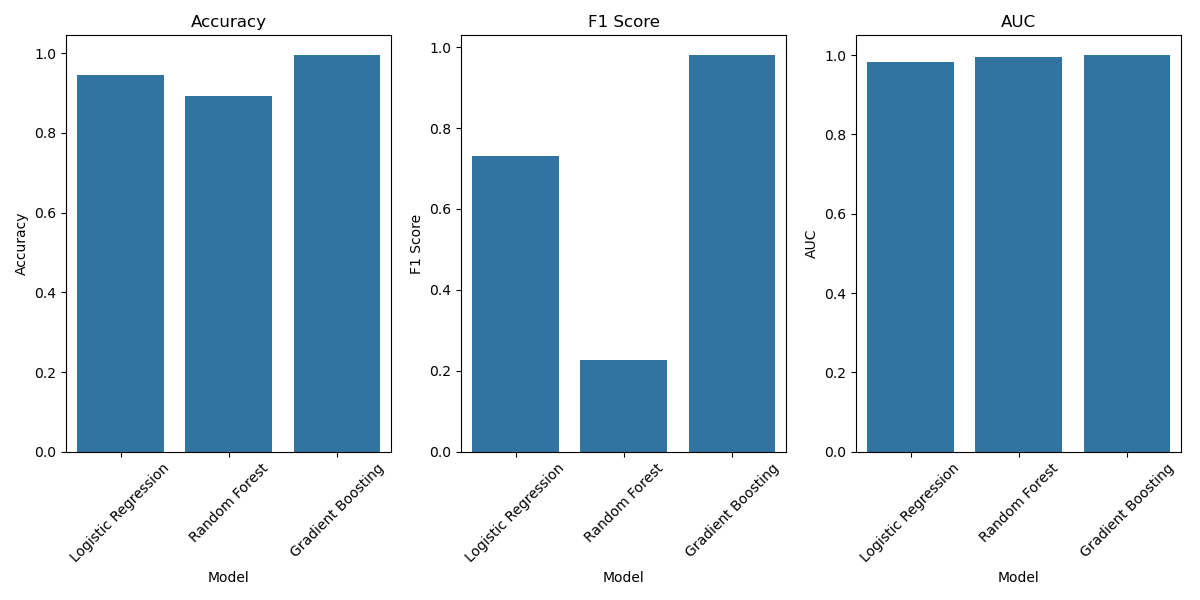 Accuracy
1.0
0.8
0.6
0.4
0.2
0.0
Accuracy
Logistic Regression
Random Forest
Gradient Boosting
Model
F1 Score
1.0
0.8
0.6
0.4
0.2
0.0
F1 Score
Logistic Regression
Random Forest
Gradient Boosting
Model
AUC
1.0
0.8
0.6
0.4
0.2
0.0
AUC
Logistic Regression
Random Forest
Gradient Boosting
Model